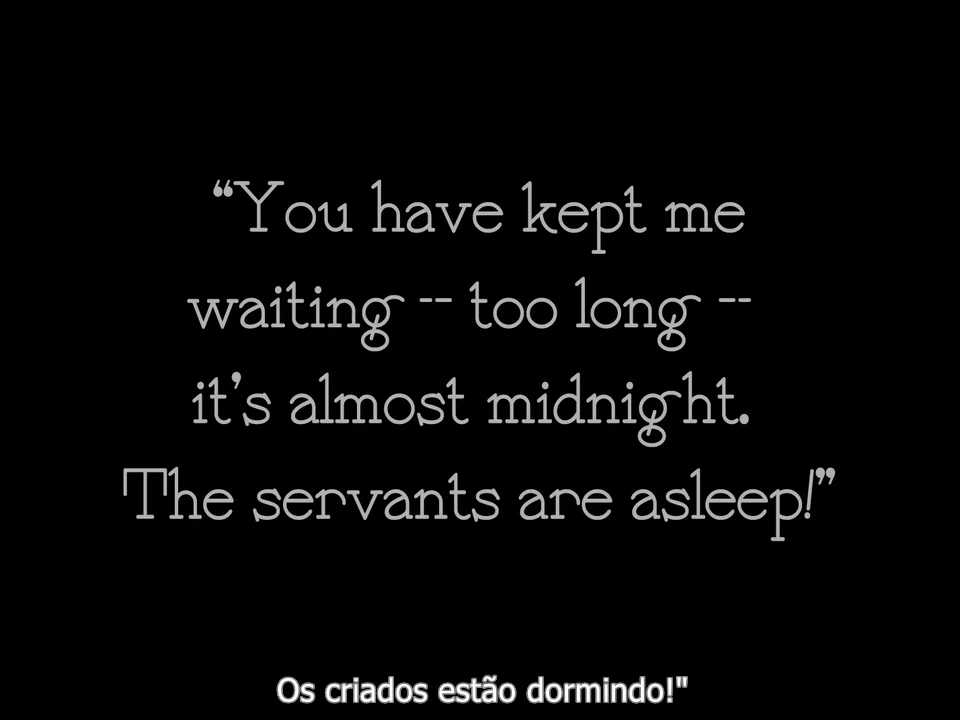 “You have kept me
waiting -- too long --
it’s almost midnight.
The servants are asleep!”
Os criados estão dormindo!"